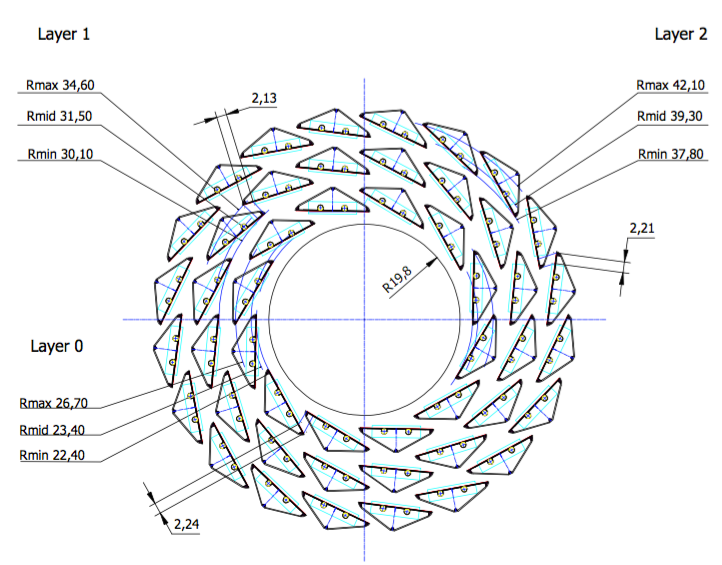 Layer 1
Layer 2
Rmax 34,60
2,13
Rmax 42,10
Rmid 31,50
Rmid 39,30
Rmin 30,10
Rmin 37,80
2,21
R19,8
Layer 0
Rmax 26,70
Rmid 23,40
Rmin 22,40
2,24